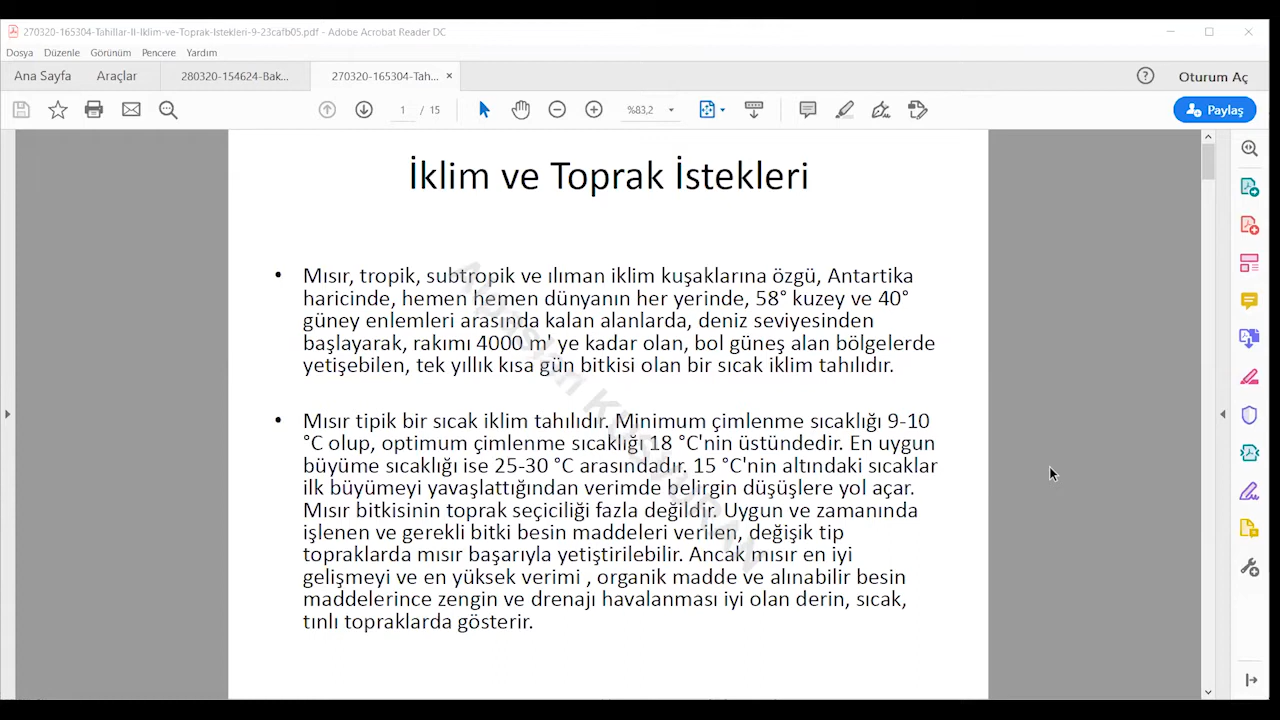 270320-165304-Tahillar-II-Iklim-ve-Toprak-Istekleri-9-23cafb05.pdf - Adobe Acrobat Reader DC
Dosya Düzenle Görünüm Pencere Yardım
Ana Sayfa Araçlar 280320-154624-Bak... 270320-165304-Tah... × Oturum Aç
1 / 15 %83,2 Paylaş
İklim ve Toprak İstekleri
• Mısır, tropik, subtropik ve ılıman iklim kuşaklarına özgü, Antartika
haricinde, hemen hemen dünyanın her yerinde, 58° kuzey ve 40°
güney enlemleri arasında kalan alanlarda, deniz seviyesinden
başlayarak, rakımı 4000 m' ye kadar olan, bol güneş alan bölgelerde
yetişebilen, tek yıllık kısa gün bitkisi olan bir sıcak iklim tahılıdır.
• Mısır tipik bir sıcak iklim tahılıdır. Minimum çimlenme sıcaklığı 9-10
°C olup, optimum çimlenme sıcaklığı 18 °C'nin üstündedir. En uygun
büyüme sıcaklığı ise 25-30 °C arasındadır. 15 °C'nin altındaki sıcaklar
ilk büyümeyi yavaşlattığından verimde belirgin düşüşlere yol açar.
Mısır bitkisinin toprak seçiciliği fazla değildir. Uygun ve zamanında
işlenen ve gerekli bitki besin maddeleri verilen, değişik tip
topraklarda mısır başarıyla yetiştirilebilir. Ancak mısır en iyi
gelişmeyi ve en yüksek verimi , organik madde ve alınabilir besin
maddelerince zengin ve drenajı havalanması iyi olan derin, sıcak,
tınlı topraklarda gösterir.